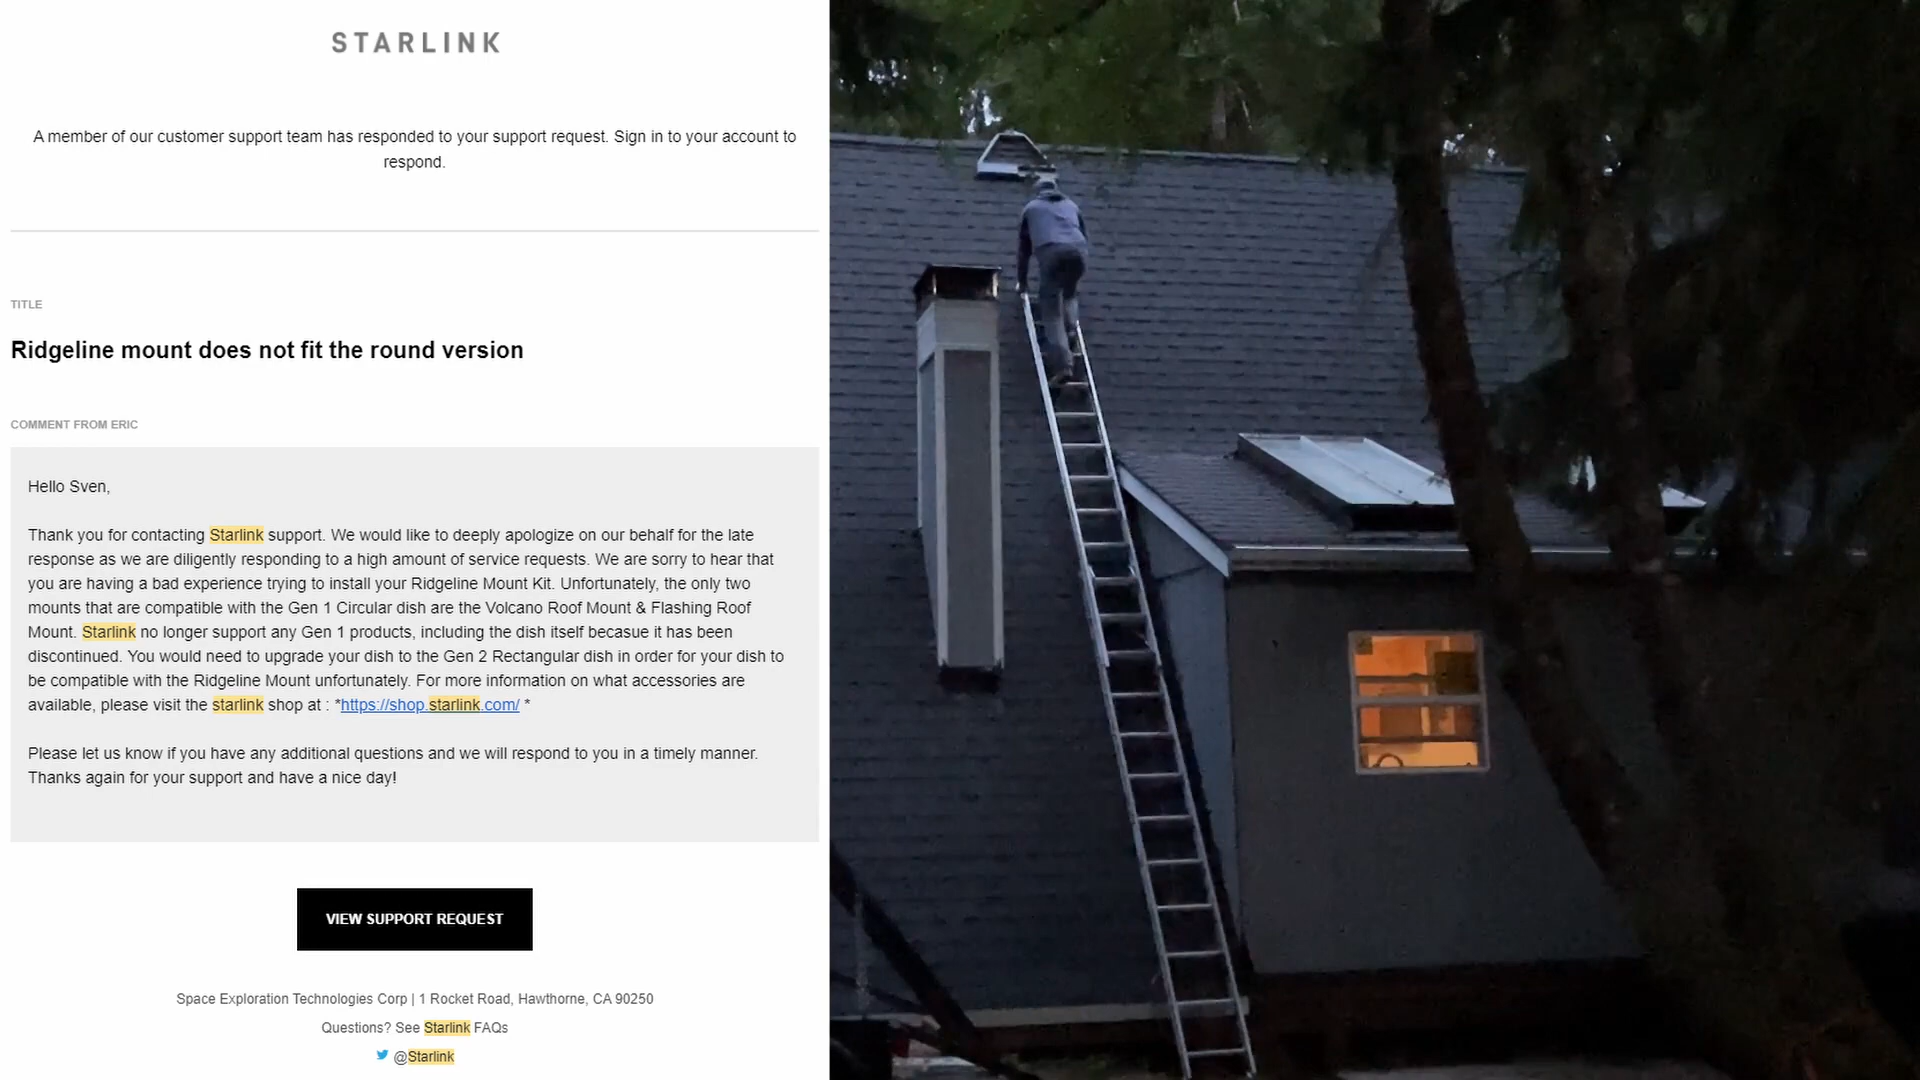 STARLINK
A member of our customer support team has responded to your support request. Sign in to your account to
respond.
TITLE
Ridgeline mount does not fit the round version
COMMENT FROM ERIC
Hello Sven,
Thank you for contacting Starlink support. We would like to deeply apologize on our behalf for the late
response as we are diligently responding to a high amount of service requests. We are sorry to hear that
you are having a bad experience trying to install your Ridgeline Mount Kit. Unfortunately, the only two
mounts that are compatible with the Gen 1 Circular dish are the Volcano Roof Mount & Flashing Roof
Mount. Starlink no longer support any Gen 1 products, including the dish itself becasue it has been
discontinued. You would need to upgrade your dish to the Gen 2 Rectangular dish in order for your dish to
be compatible with the Ridgeline Mount unfortunately. For more information on what accessories are
available, please visit the starlink shop at : *https://shop.starlink.com/ *
Please let us know if you have any additional questions and we will respond to you in a timely manner.
Thanks again for your support and have a nice day!
VIEW SUPPORT REQUEST
Space Exploration Technologies Corp | 1 Rocket Road, Hawthorne, CA 90250
Questions? See Starlink FAQs
@Starlink